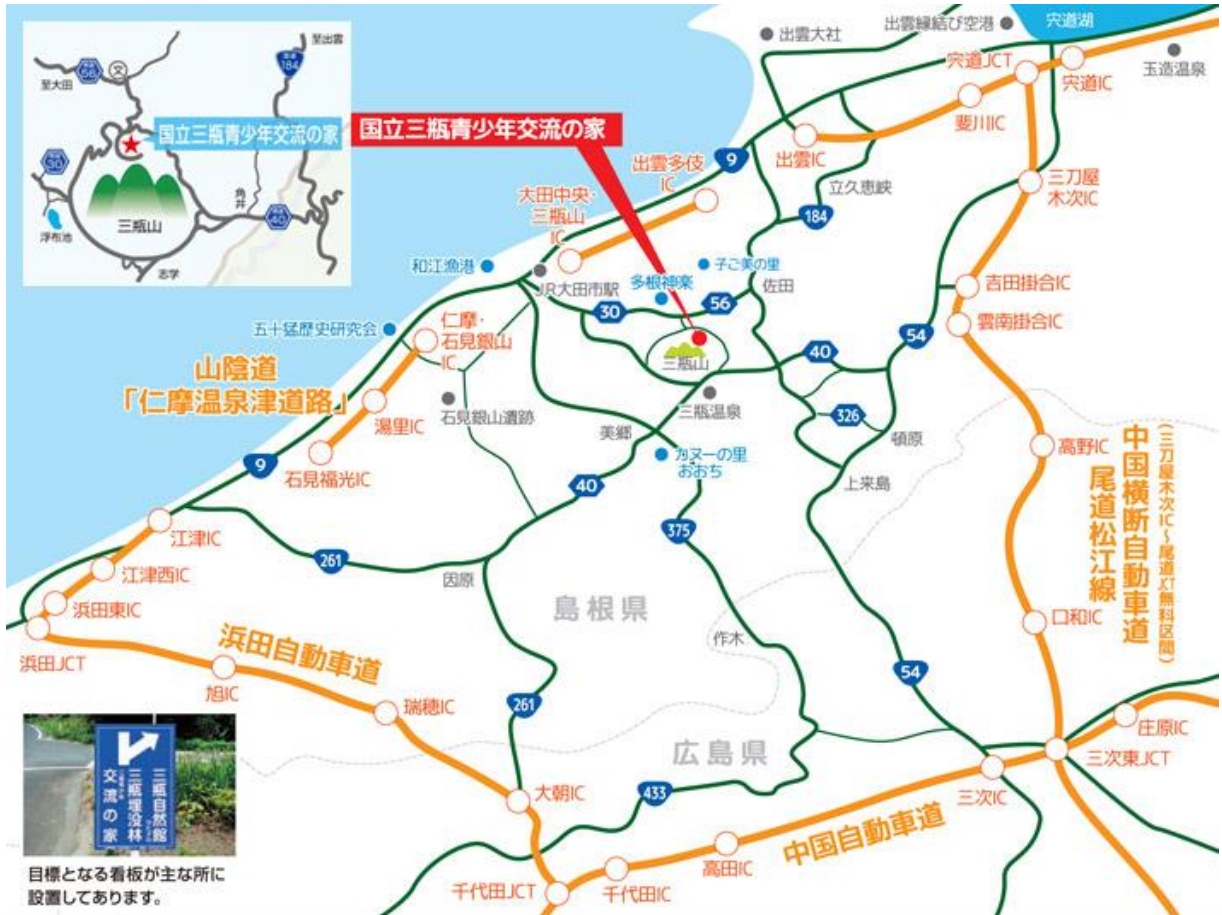 至出雲
国道
184
県道
56
至大田
文
国立三瓶青少年交流の家
県道
30
角井
県道
40
三瓶山
浮布池
志学
国立三瓶青少年交流の家
出雲大社
出雲縁結び空港
宍道湖
宍道JCT
宍道IC
玉造温泉
斐川IC
出雲IC
9
出雲多伎
IC
立久恵峡
三刀屋
木次IC
大田中央・
三瓶山
IC
184
和江漁港
JR大田市駅
多根神楽
子ご美の里
佐田
吉田掛合IC
30
56
雲南掛合IC
54
五十猛歴史研究会
仁摩・
石見銀山
IC
三瓶山
40
山陰道
「仁摩温泉津道路」
石見銀山遺跡
三瓶温泉
湯里IC
美郷
326
頓原
カヌーの里
おおち
高野IC
石見福光IC
9
40
上来島
中国横断自動車道
尾道松江線
(三刀屋木次IC～尾道JCT無料区間)
江津IC
375
261
江津西IC
因原
浜田東IC
島根県
口和IC
作木
浜田JCT
浜田自動車道
旭IC
54
瑞穂IC
261
庄原IC
広島県
三次東JCT
三瓶自然館
三瓶埋没林
交流の家
大朝IC
433
三次IC
中国自動車道
高田IC
千代田JCT
千代田IC
目標となる看板が主な所に
設置してあります。